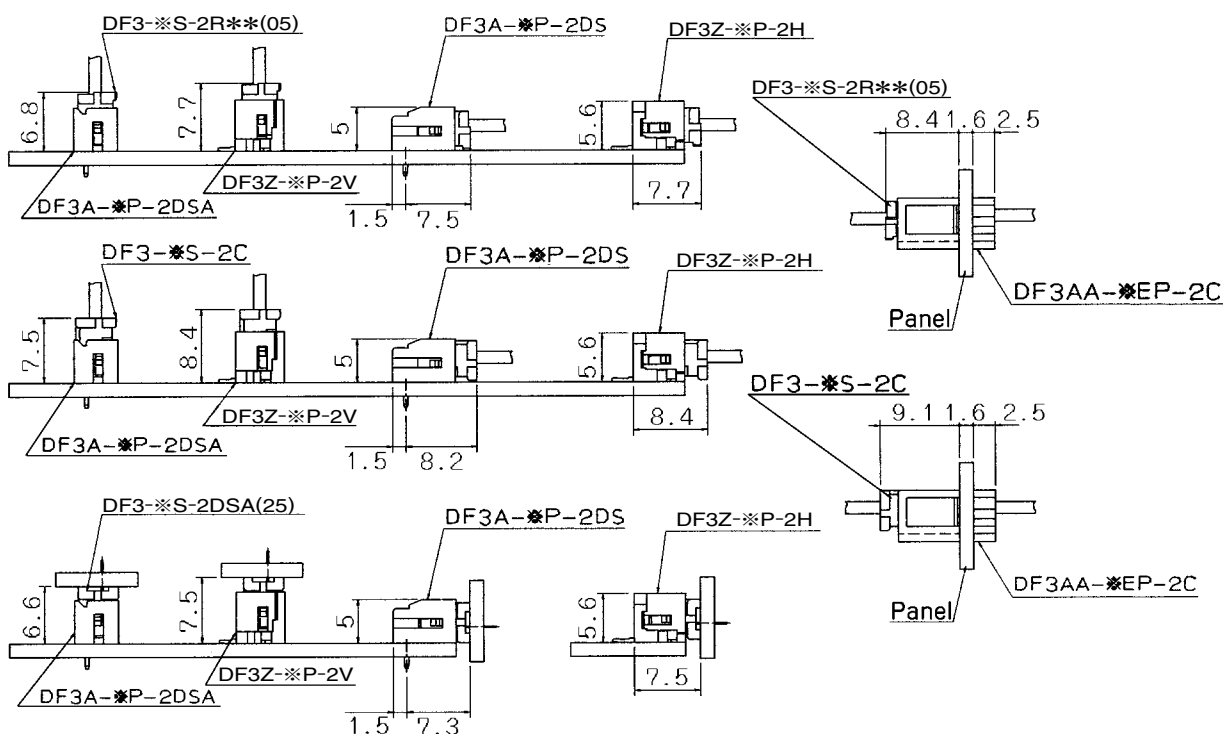 DF3-※S-2R**(05)
DF3A-※P-2DS
DF3Z-※P-2H
6.8
7.7
5
5.6
DF3-※S-2R**(05)
8.4 1.6 2.5
DF3Z-※P-2V
DF3A-※P-2DSA
1.5 7.5
7.7
DF3AA-※EP-2C
Panel
DF3-※S-2C
DF3A-※P-2DS
DF3Z-※P-2H
7.5
8.4
5
5.6
DF3-※S-2C
9.1 1.6 2.5
DF3Z-※P-2V
DF3A-※P-2DSA
1.5 8.2
8.4
DF3AA-※EP-2C
Panel
DF3-※S-2DSA(25)
DF3A-※P-2DS
DF3Z-※P-2H
6.6
7.5
5
5.6
DF3Z-※P-2V
DF3A-※P-2DSA
1.5 7.3
7.5